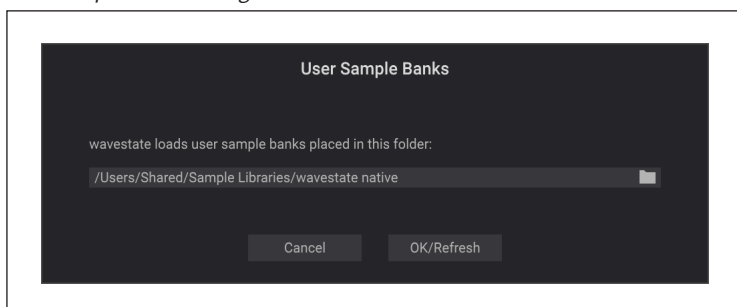 User Sample Banks
wavestate loads user sample banks placed in this folder:
/Users/Shared/Sample Libraries/wavestate native
Cancel
OK/Refresh